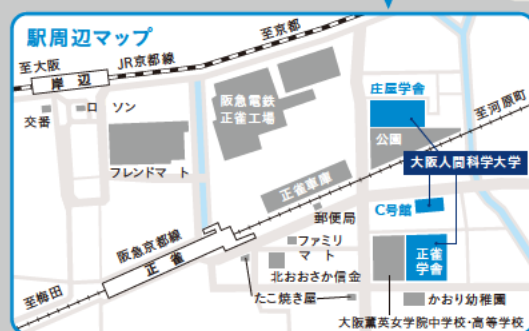 駅周辺マップ
至大阪
JR京都線
至京都
岸辺
交番
ローソン
フレンドマート
阪急電鉄
正雀工場
庄屋学舎
公園
至河原町
大阪人間科学大学
正雀車庫
C号館
郵便局
阪急京都線
正雀
ファミリ
マート
正雀
学舎
北おおさか信金
至梅田
たこ焼き屋
かおり幼稚園
大阪薫英女学院中学校・高等学校